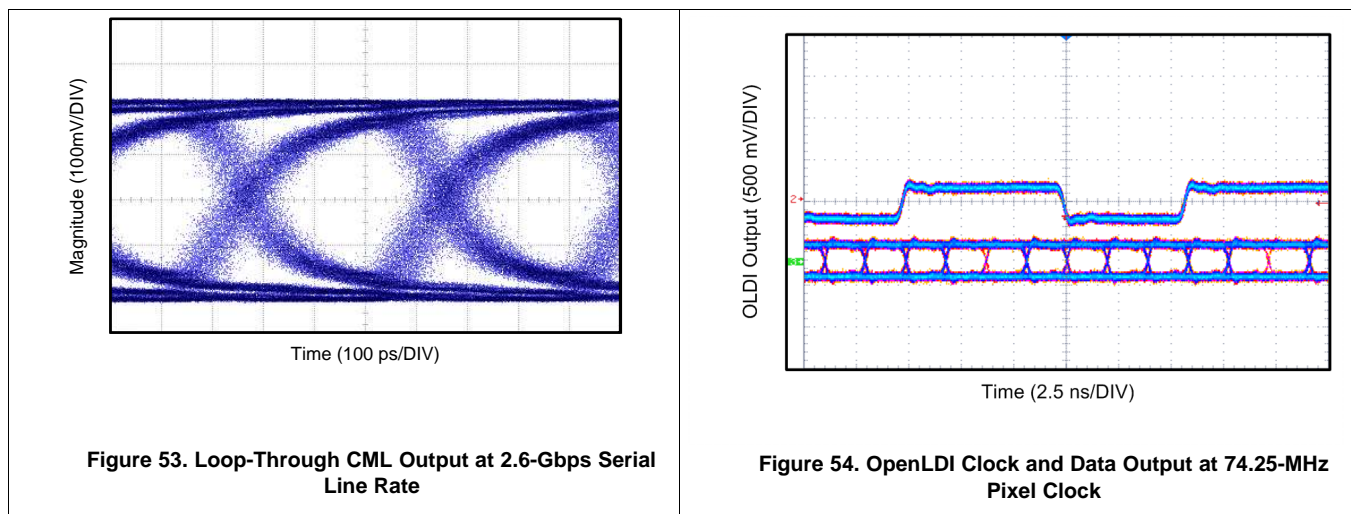 Magnitude (100mV/DIV)
Time (100 ps/DIV)
Figure 53. Loop-Through CML Output at 2.6-Gbps Serial
Line Rate
OLDI Output (500 mV/DIV)
2
Time (2.5 ns/DIV)
Figure 54. OpenLDI Clock and Data Output at 74.25-MHz
Pixel Clock